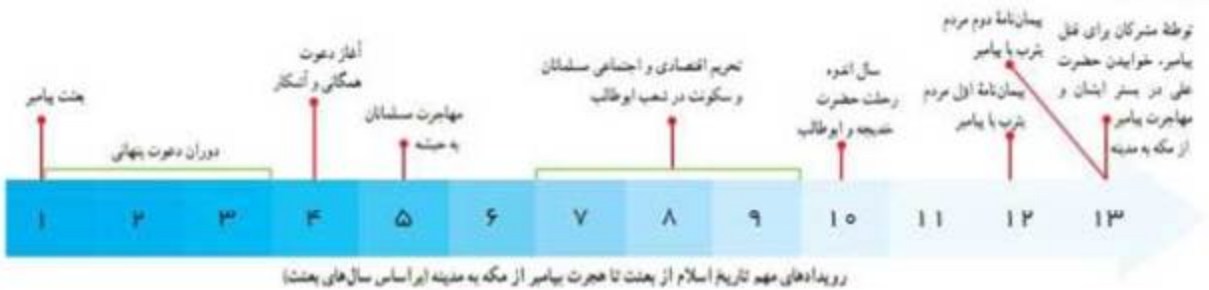 بعثت پیامبر
دوران دعوت پنهانی
آغاز دعوت
همگانی و آشکار
مهاجرت مسلمانان
به حبشه
تحریم اقتصادی و اجتماعی مسلمانان
و سکونت در شعب ابوطالب
سال اندوه
رحلت حضرت
خدیجه و ابوطالب
پیمان‌نامهٔ دوم مردم
یثرب با پیامبر
پیمان‌نامهٔ اول مردم
یثرب با پیامبر
توطئهٔ مشرکان برای قتل
پیامبر، خوابیدن حضرت
علی در بستر ایشان و
مهاجرت پیامبر
از مکه به مدینه
۱ ۲ ۳ ۴ ۵ ۶ ۷ ۸ ۹ ۱۰ ۱۱ ۱۲ ۱۳
رویدادهای مهم تاریخ اسلام از بعثت تا هجرت پیامبر از مکه به مدینه (براساس سال‌های بعثت)